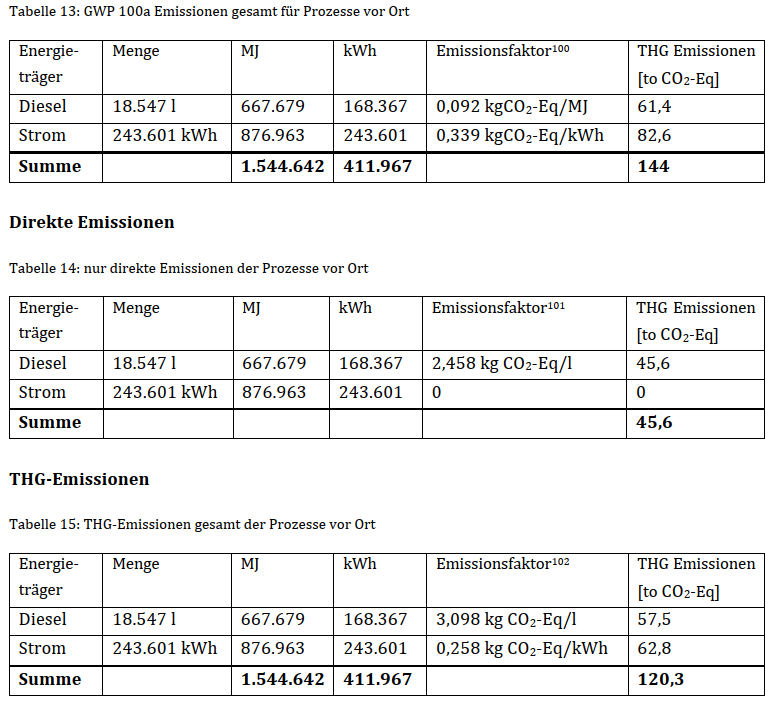 Tabelle 13: GWP 100a Emissionen gesamt für Prozesse vor Ort
Energie- Menge MJ kWh Emissionsfaktor¹⁰⁰ THG Emissionen
träger [to CO₂-Eq]
Diesel 18.547 l 667.679 168.367 0,092 kgCO₂-Eq/MJ 61,4
Strom 243.601 kWh 876.963 243.601 0,339 kgCO₂-Eq/kWh 82,6
Summe 1.544.642 411.967 144
Direkte Emissionen
Tabelle 14: nur direkte Emissionen der Prozesse vor Ort
Energie- Menge MJ kWh Emissionsfaktor¹⁰¹ THG Emissionen
träger [to CO₂-Eq]
Diesel 18.547 l 667.679 168.367 2,458 kg CO₂-Eq/l 45,6
Strom 243.601 kWh 876.963 243.601 0 0
Summe 45,6
THG-Emissionen
Tabelle 15: THG-Emissionen gesamt der Prozesse vor Ort
Energie- Menge MJ kWh Emissionsfaktor¹⁰² THG Emissionen
träger [to CO₂-Eq]
Diesel 18.547 l 667.679 168.367 3,098 kg CO₂-Eq/l 57,5
Strom 243.601 kWh 876.963 243.601 0,258 kg CO₂-Eq/kWh 62,8
Summe 1.544.642 411.967 120,3